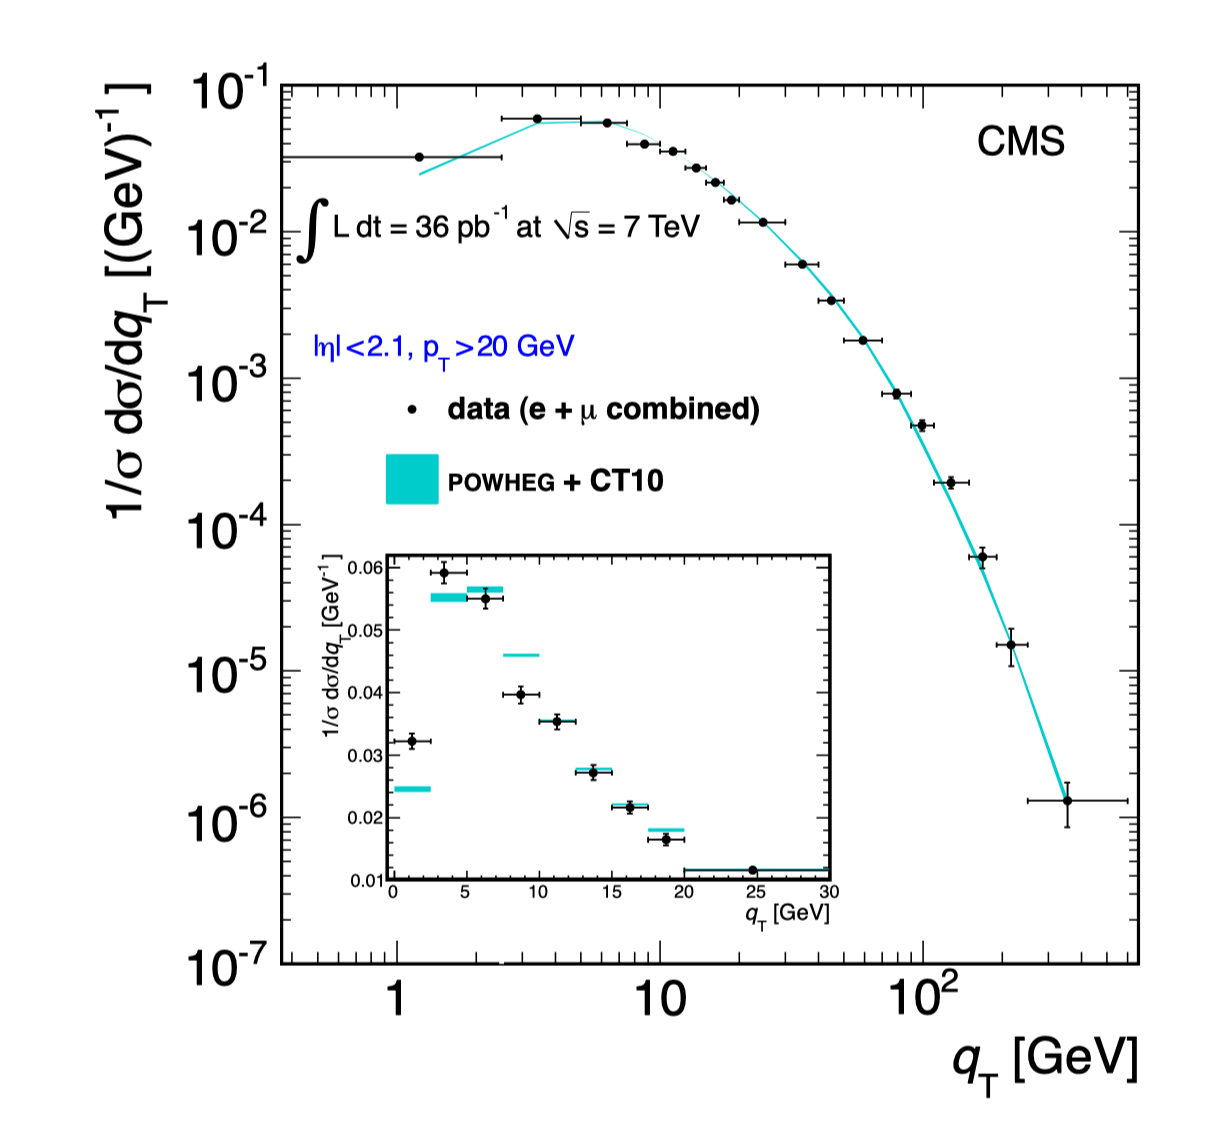 1/σ dσ/dq_T [(GeV)^-1]
10^-1
10^-2
10^-3
10^-4
10^-5
10^-6
10^-7
CMS
∫ L dt = 36 pb^-1 at √s = 7 TeV
|η|<2.1, p_T>20 GeV
data (e + μ combined)
POWHEG + CT10
1/σ dσ/dq_T [GeV^-1]
0.06
0.05
0.04
0.03
0.02
0.01
0 5 10 15 20 25 30
q_T [GeV]
1 10 10^2
q_T [GeV]